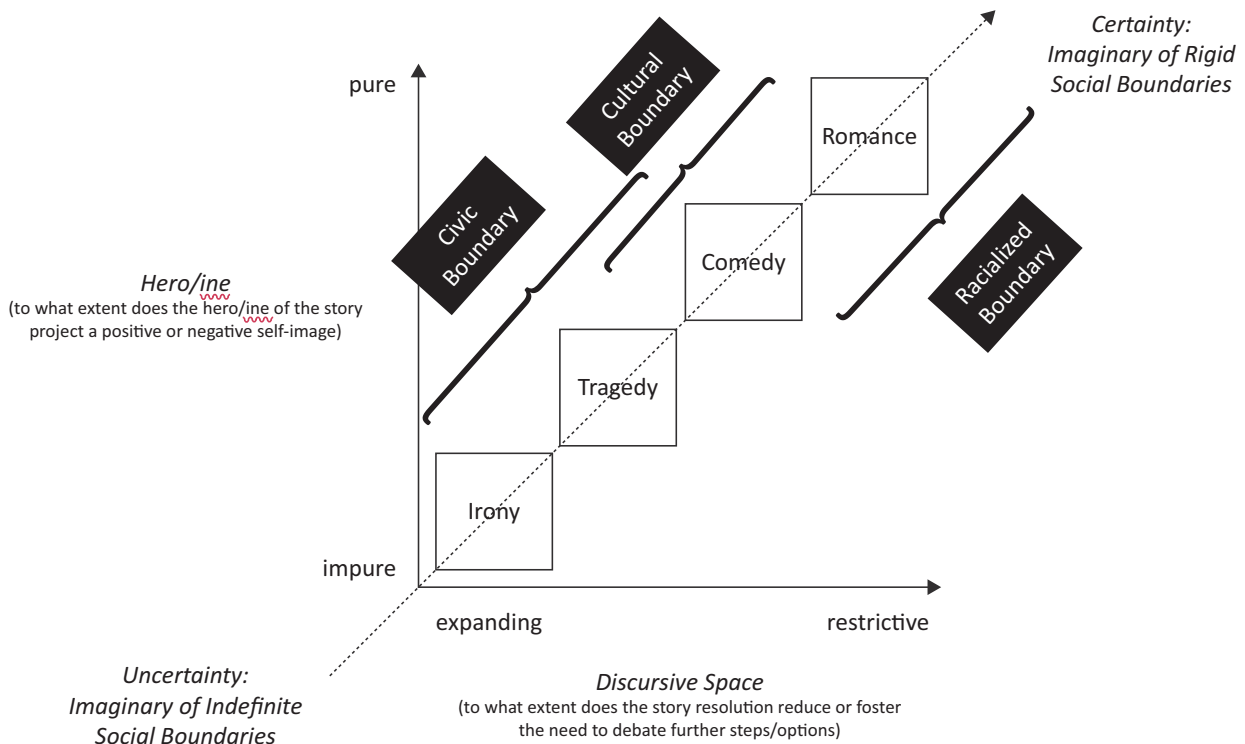 Certainty:
Imaginary of Rigid
Social Boundaries
pure
Cultural
Boundary
Romance
Civic
Boundary
Comedy
Racialized
Boundary
Hero/ine
(to what extent does the hero/ine of the story
project a positive or negative self-image)
Tragedy
Irony
impure
expanding
restrictive
Uncertainty:
Imaginary of Indefinite
Social Boundaries
Discursive Space
(to what extent does the story resolution reduce or foster
the need to debate further steps/options)